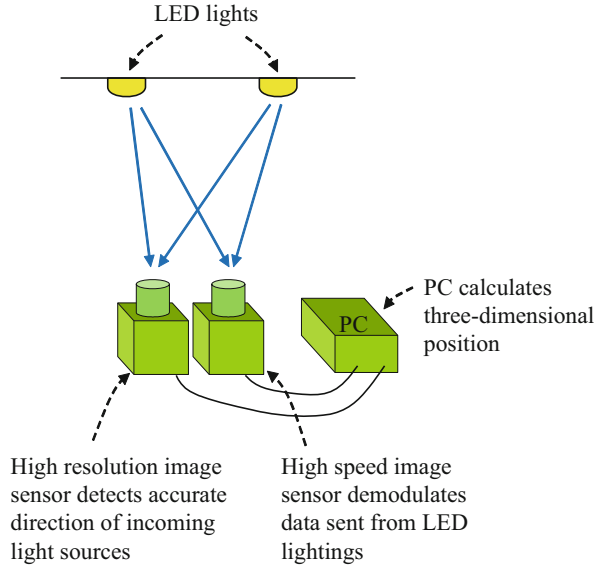 LED lights
PC calculates
three-dimensional
position
PC
High resolution image
sensor detects accurate
direction of incoming
light sources
High speed image
sensor demodulates
data sent from LED
lightings